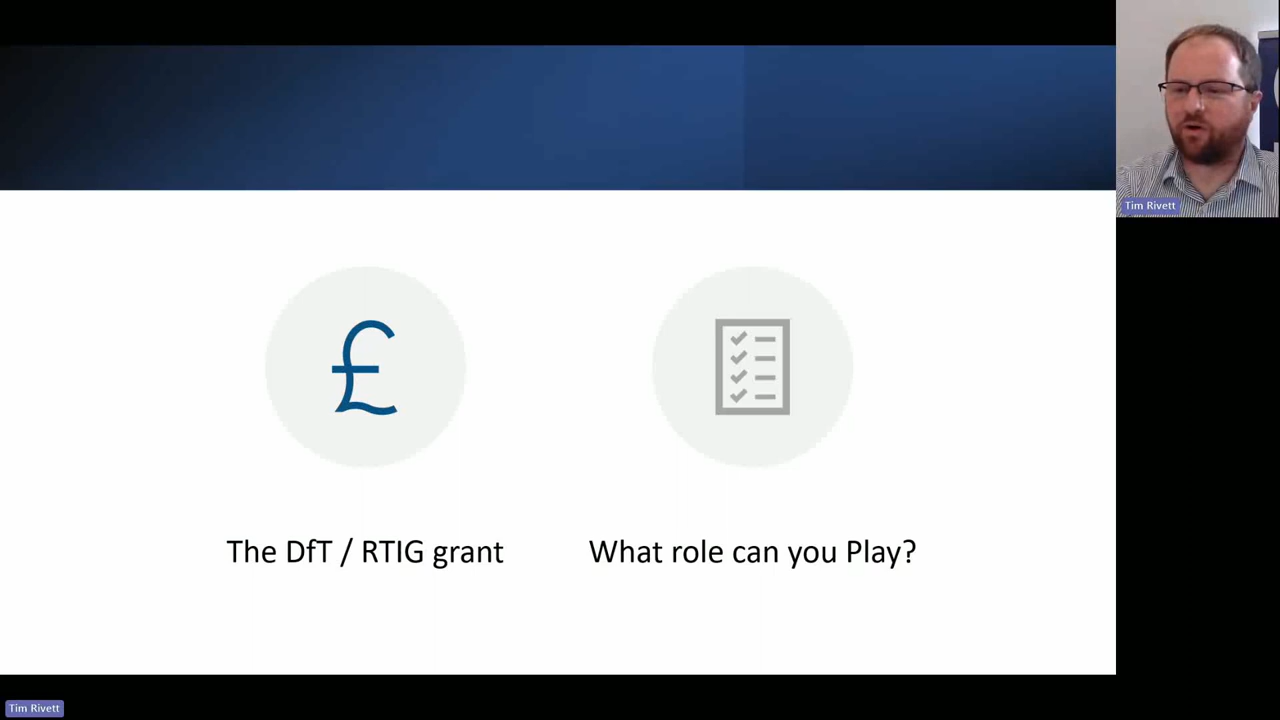 Tim Rivett
£
The DfT / RTIG grant
What role can you Play?
Tim Rivett